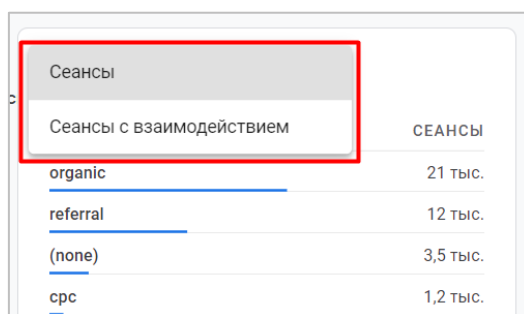 Сеансы
с
Сеансы с взаимодействием
СЕАНСЫ
organic 21 тыс.
referral 12 тыс.
(none) 3,5 тыс.
cpc 1,2 тыс.